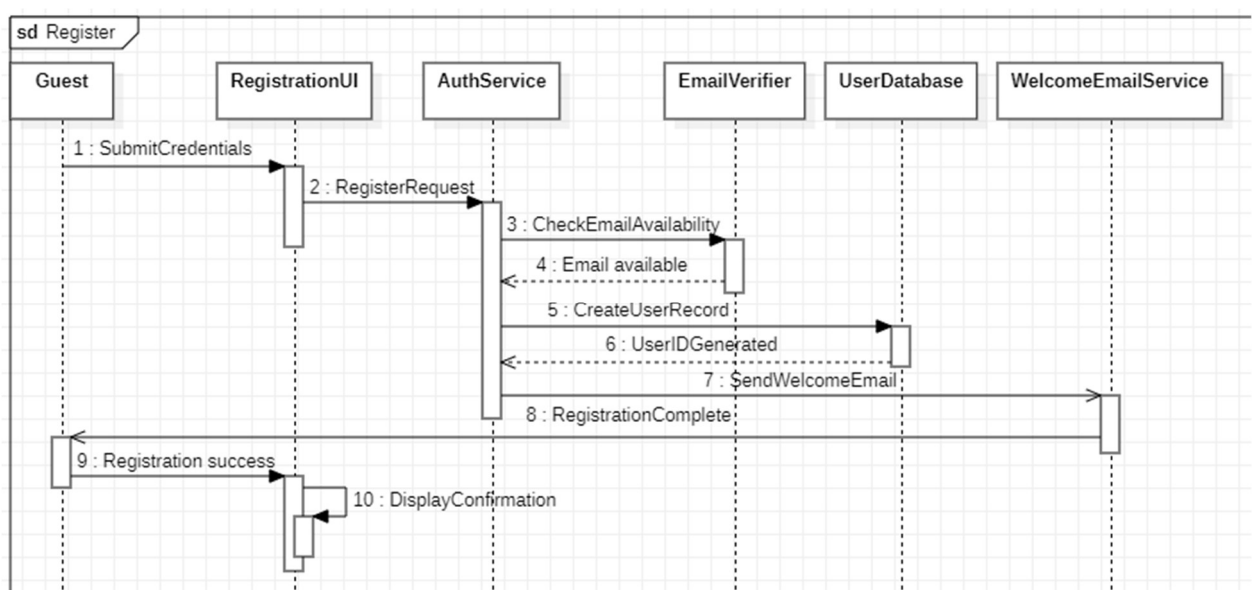 sd Register
Guest
RegistrationUI
AuthService
EmailVerifier
UserDatabase
WelcomeEmailService
1 : SubmitCredentials
2 : RegisterRequest
3 : CheckEmailAvailability
4 : Email available
5 : CreateUserRecord
6 : UserIDGenerated
7 : SendWelcomeEmail
8 : RegistrationComplete
9 : Registration success
10 : DisplayConfirmation